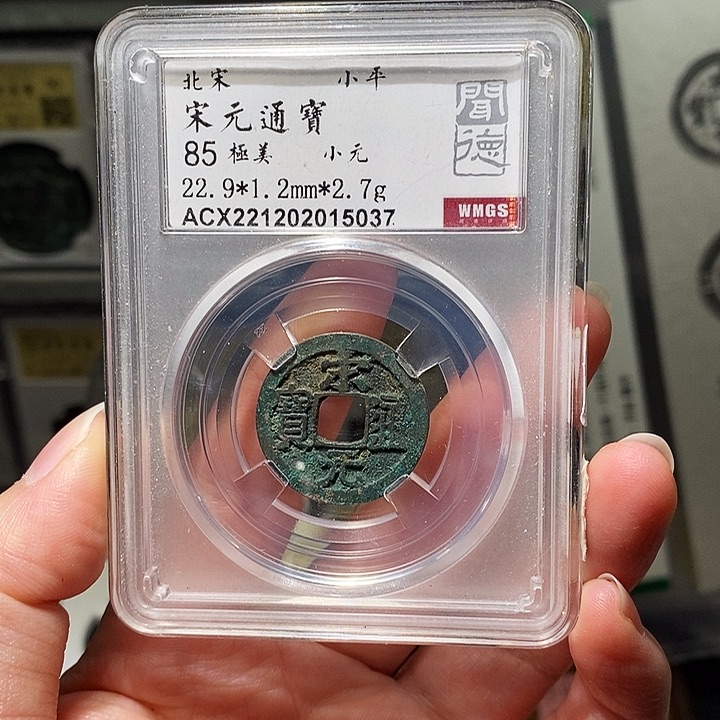 北宋 小平
宋元通寶
85 極美 小元
22.9*1.2mm*2.7g
ACX221202015037
聞德
WMGS
宋元通寶